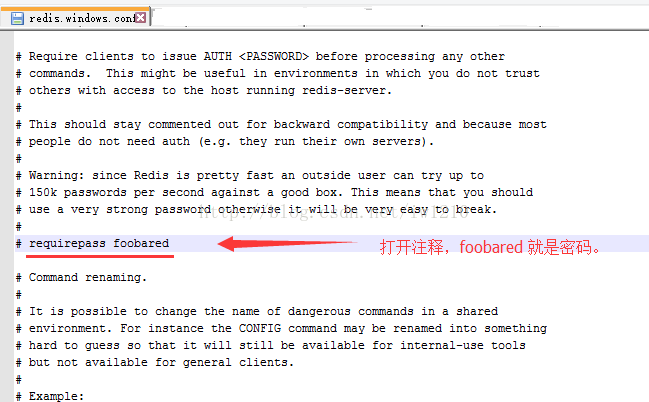 redis.windows.conf
# Require clients to issue AUTH <PASSWORD> before processing any other
# commands.  This might be useful in environments in which you do not trust
# others with access to the host running redis-server.
#
# This should stay commented out for backward compatibility and because most
# people do not need auth (e.g. they run their own servers).
#
# Warning: since Redis is pretty fast an outside user can try up to
# 150k passwords per second against a good box. This means that you should
# use a very strong password otherwise it will be very easy to break.
#
# requirepass foobared
打开注释，foobared 就是密码。
# Command renaming.
#
# It is possible to change the name of dangerous commands in a shared
# environment. For instance the CONFIG command may be renamed into something
# hard to guess so that it will still be available for internal-use tools
# but not available for general clients.
#
# Example: